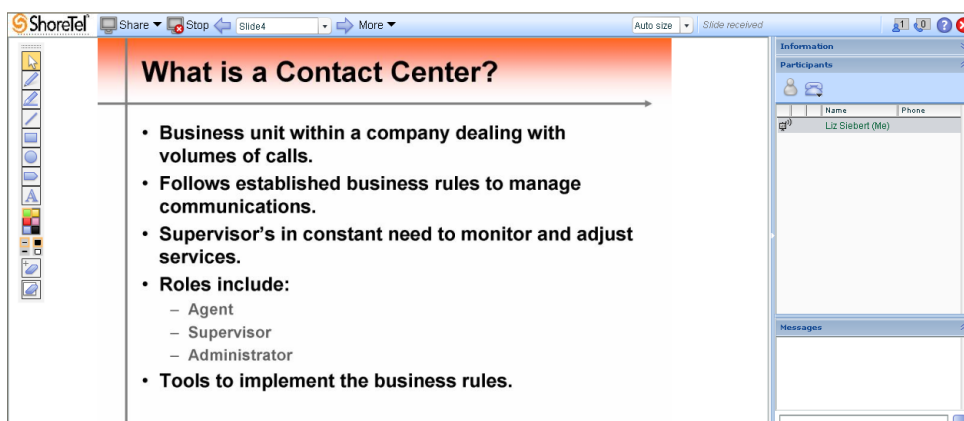 ShoreTel Share Stop Slide4 More Auto size Slide received 1 0 ?
Information
Participants
Name Phone
Liz Siebert (Me)
Messages
A
What is a Contact Center?
• Business unit within a company dealing with
volumes of calls.
• Follows established business rules to manage
communications.
• Supervisor's in constant need to monitor and adjust
services.
• Roles include:
– Agent
– Supervisor
– Administrator
• Tools to implement the business rules.